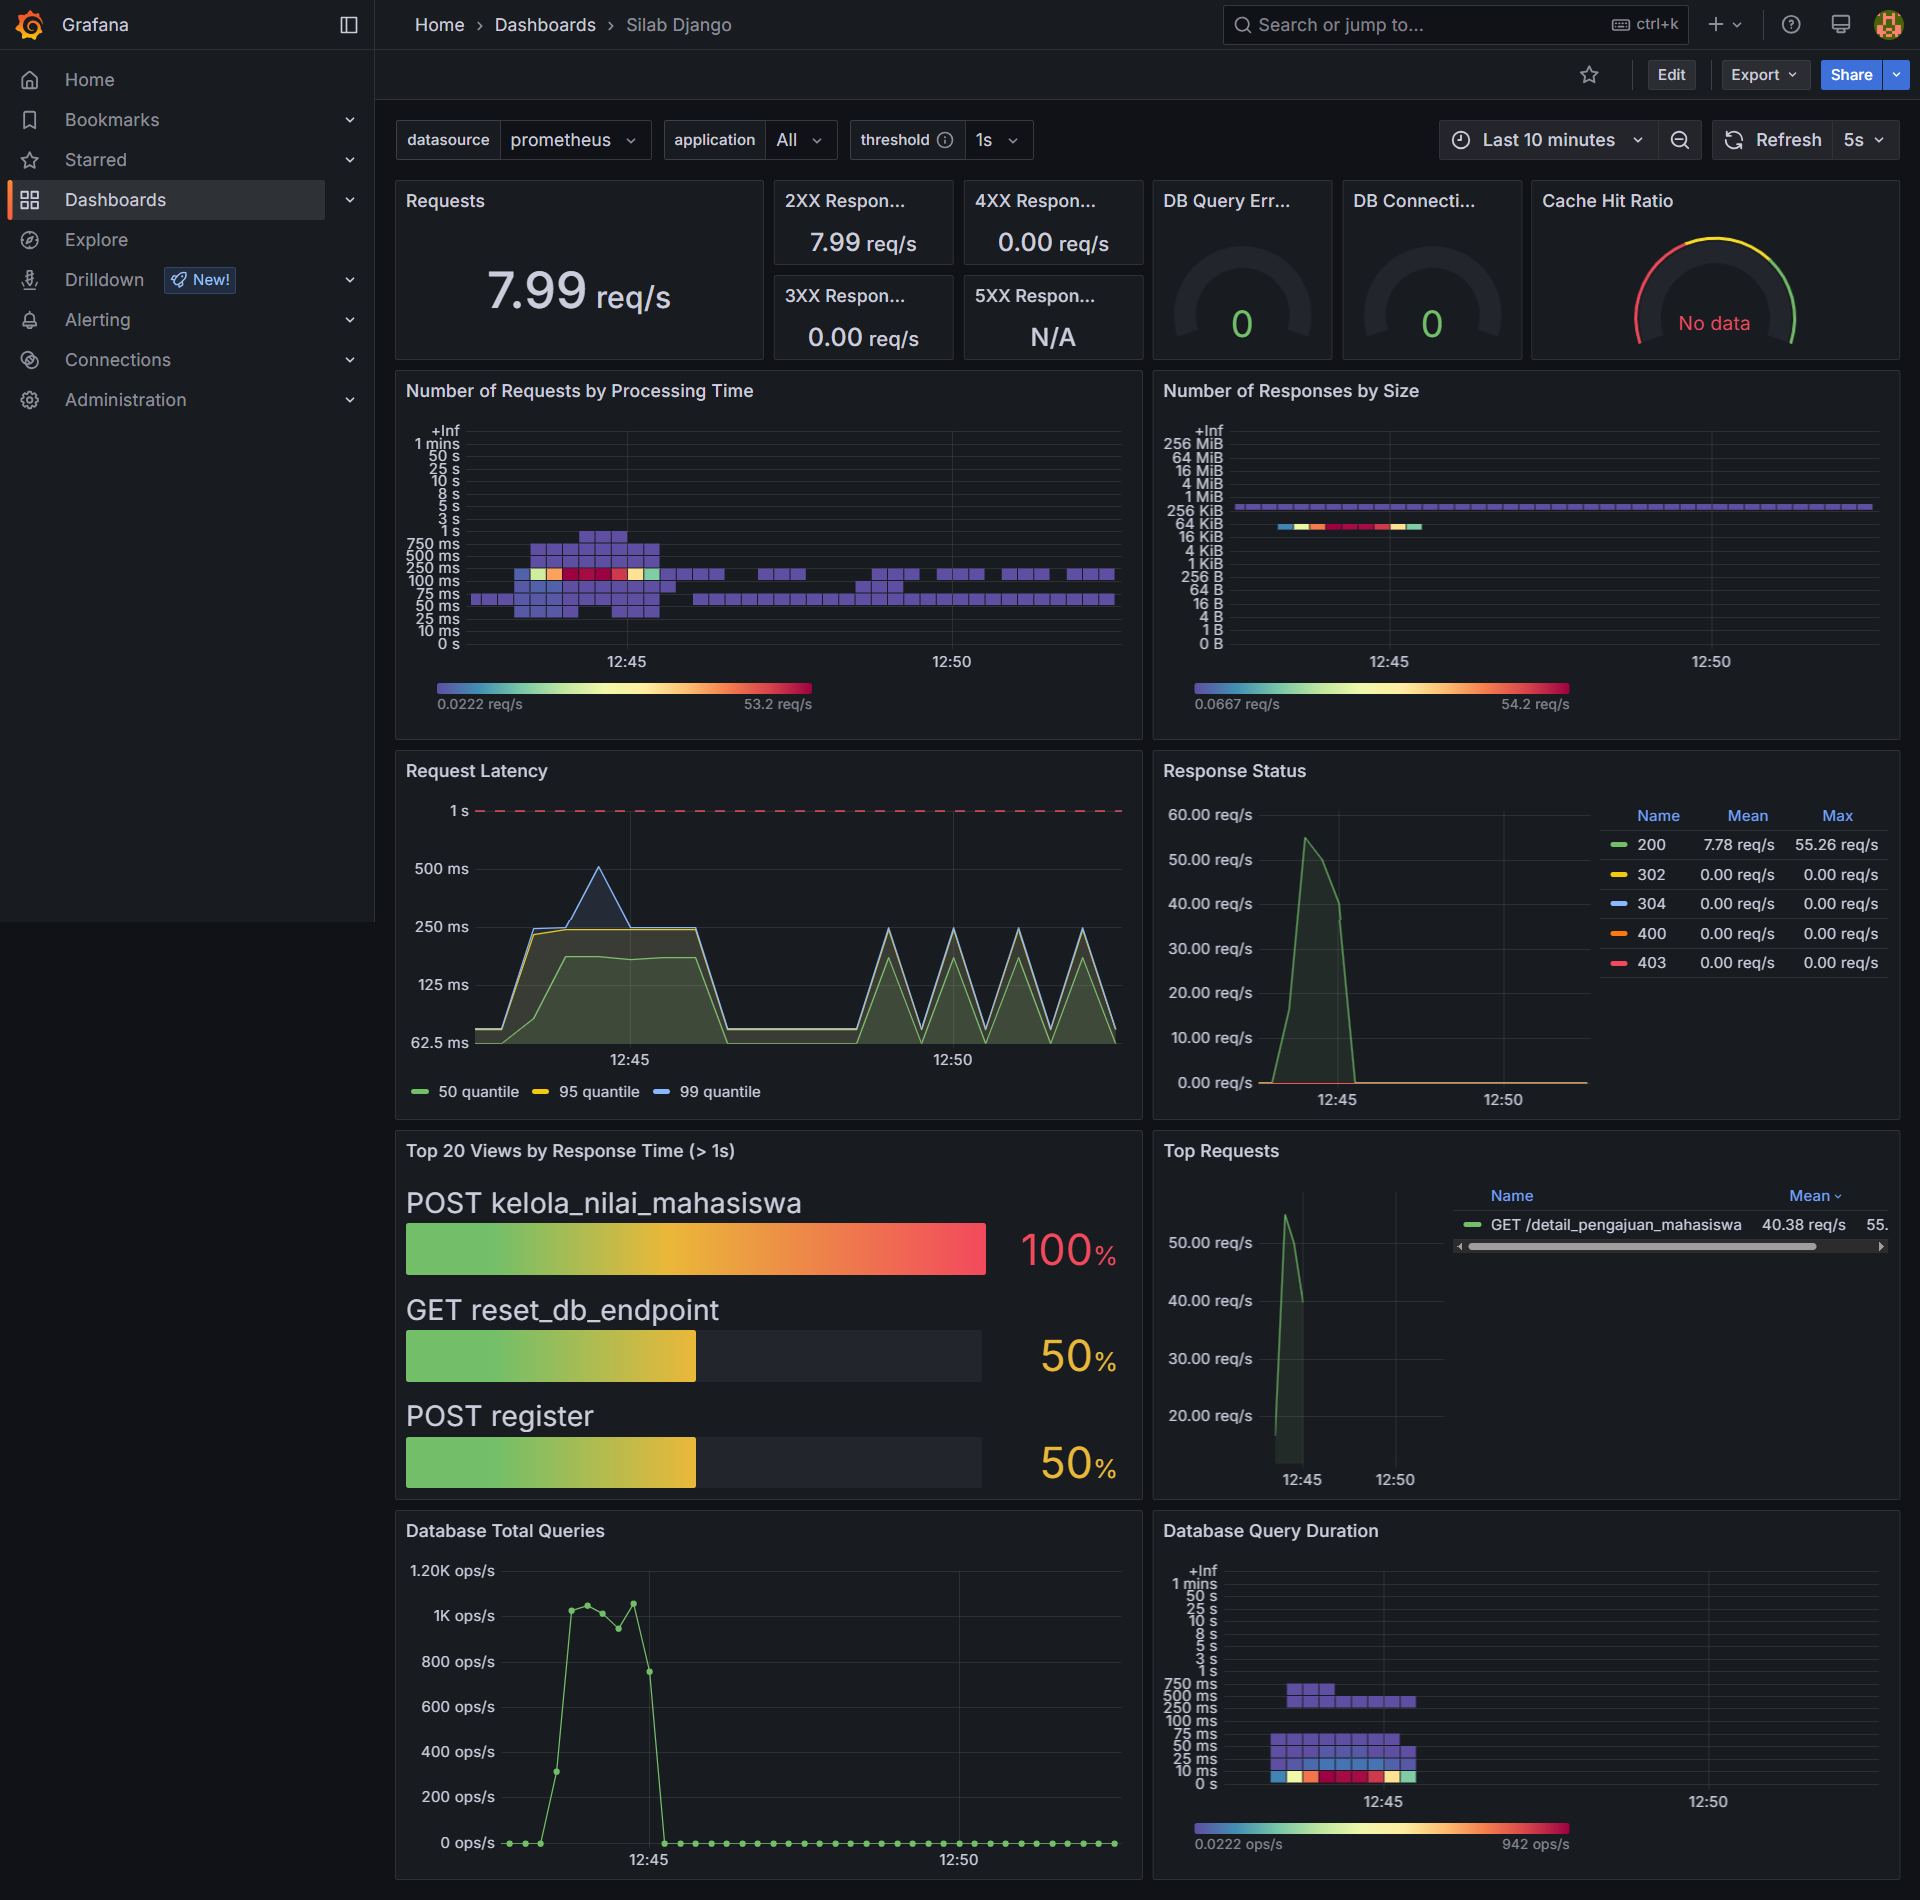 Grafana
Home › Dashboards › Silab Django
Search or jump to...
ctrl+k
Home
Bookmarks
Starred
Dashboards
Explore
Drilldown
New!
Alerting
Connections
Administration
Edit
Export
Share
datasource
prometheus
application
All
threshold
1s
Last 10 minutes
Refresh
5s
Requests
7.99 req/s
2XX Respon...
7.99 req/s
4XX Respon...
0.00 req/s
3XX Respon...
0.00 req/s
5XX Respon...
N/A
DB Query Err...
0
DB Connecti...
0
Cache Hit Ratio
No data
Number of Requests by Processing Time
+Inf
1 mins
50 s
25 s
10 s
8 s
5 s
3 s
1 s
750 ms
500 ms
250 ms
100 ms
75 ms
50 ms
25 ms
10 ms
0 s
12:45
12:50
0.0222 req/s
53.2 req/s
Number of Responses by Size
+Inf
256 MiB
64 MiB
16 MiB
4 MiB
1 MiB
256 KiB
64 KiB
16 KiB
4 KiB
1 KiB
256 B
64 B
16 B
4 B
1 B
0 B
12:45
12:50
0.0667 req/s
54.2 req/s
Request Latency
1 s
500 ms
250 ms
125 ms
62.5 ms
12:45
12:50
50 quantile
95 quantile
99 quantile
Response Status
60.00 req/s
50.00 req/s
40.00 req/s
30.00 req/s
20.00 req/s
10.00 req/s
0.00 req/s
12:45
12:50
Name Mean Max
200 7.78 req/s 55.26 req/s
302 0.00 req/s 0.00 req/s
304 0.00 req/s 0.00 req/s
400 0.00 req/s 0.00 req/s
403 0.00 req/s 0.00 req/s
Top 20 Views by Response Time (> 1s)
POST kelola_nilai_mahasiswa
100%
GET reset_db_endpoint
50%
POST register
50%
Top Requests
50.00 req/s
40.00 req/s
30.00 req/s
20.00 req/s
12:45
12:50
Name Mean
GET /detail_pengajuan_mahasiswa 40.38 req/s 55.
Database Total Queries
1.20K ops/s
1K ops/s
800 ops/s
600 ops/s
400 ops/s
200 ops/s
0 ops/s
12:45
12:50
Database Query Duration
+Inf
1 mins
50 s
25 s
10 s
8 s
5 s
3 s
1 s
750 ms
500 ms
250 ms
100 ms
75 ms
50 ms
25 ms
10 ms
0 s
12:45
12:50
0.0222 ops/s
942 ops/s